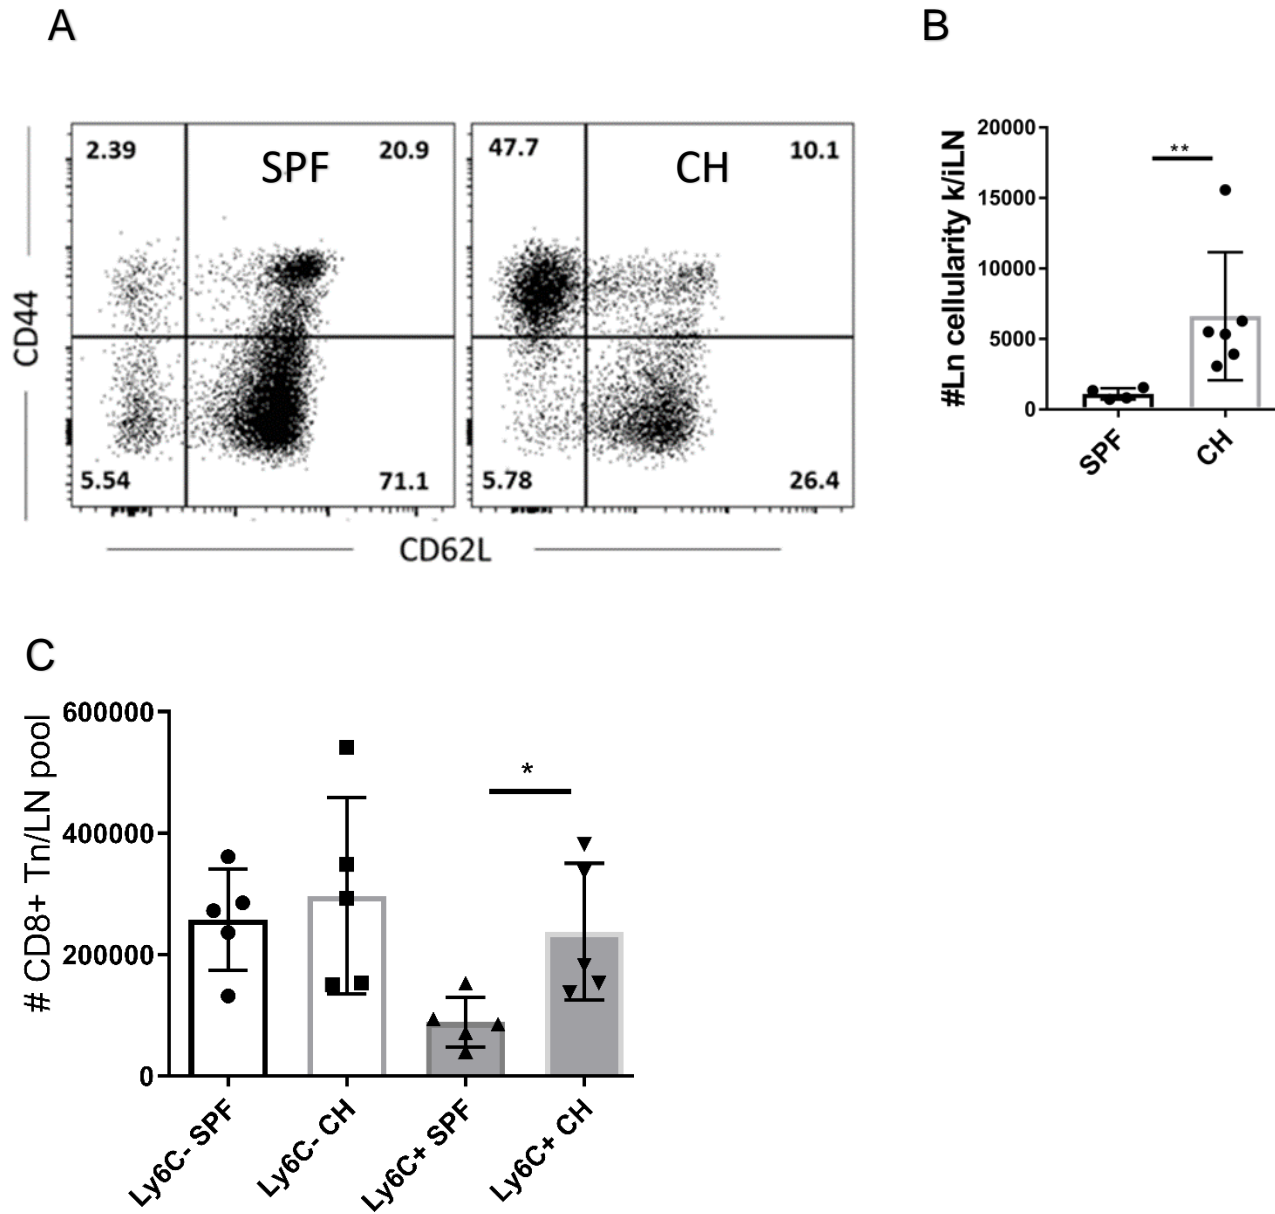 A
B
2.39
SPF
20.9
47.7
CH
10.1
CD44
5.54
71.1
5.78
26.4
CD62L
#Ln cellularity k/iLN
20000
15000
10000
5000
0
**
SPF
CH
C
# CD8+ Tn/LN pool
600000
400000
200000
0
*
Ly6C- SPF
Ly6C- CH
Ly6C+ SPF
Ly6C+ CH